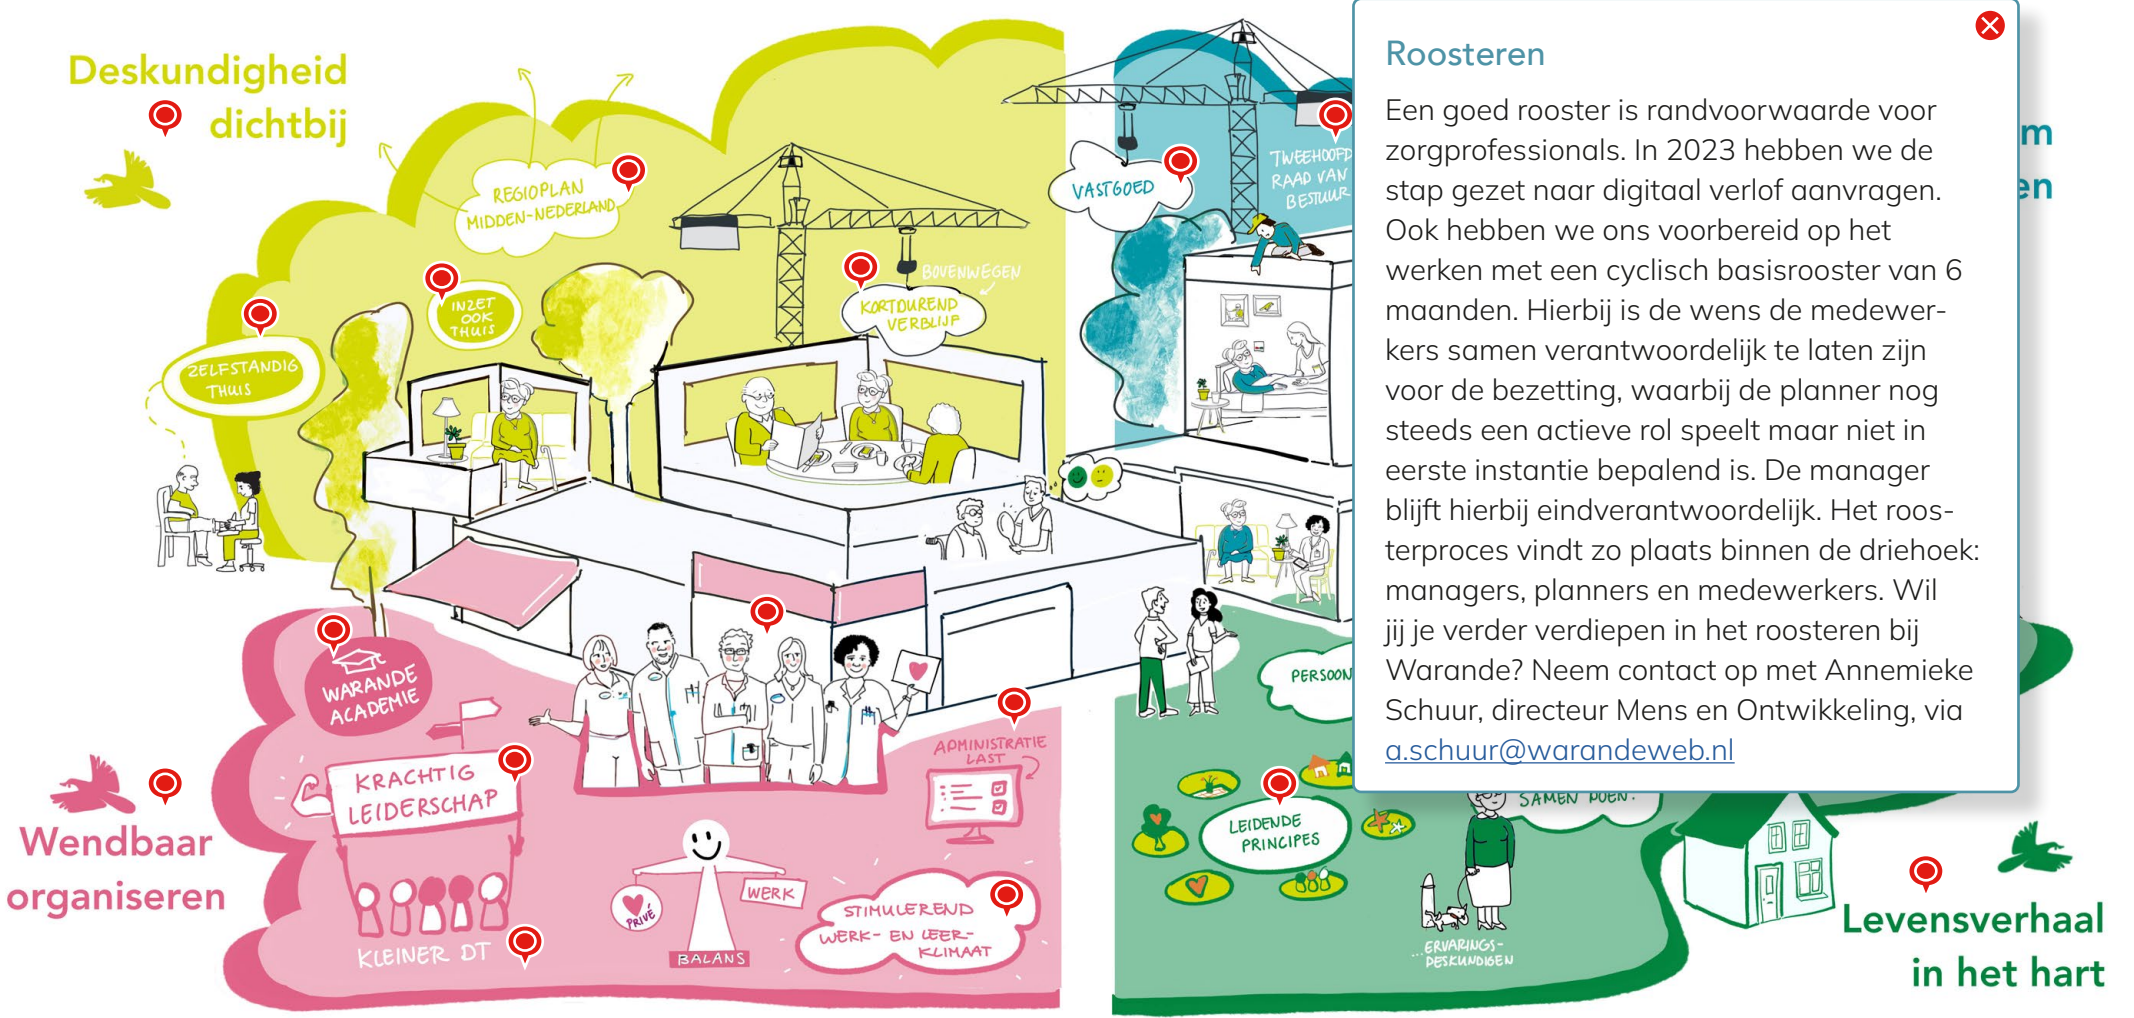 Deskundigheid
dichtbij
REGIOPLAN
MIDDEN-NEDERLAND
INZET
OOK
THUIS
ZELFSTANDIG
THUIS
BOVENWEGEN
KORTDUREND
VERBLIJF
VASTGOED
TWEEHOOFD
RAAD VAN
BESTUUR
m
en
Roosteren
Een goed rooster is randvoorwaarde voor
zorgprofessionals. In 2023 hebben we de
stap gezet naar digitaal verlof aanvragen.
Ook hebben we ons voorbereid op het
werken met een cyclisch basisrooster van 6
maanden. Hierbij is de wens de medewer-
kers samen verantwoordelijk te laten zijn
voor de bezetting, waarbij de planner nog
steeds een actieve rol speelt maar niet in
eerste instantie bepalend is. De manager
blijft hierbij eindverantwoordelijk. Het roos-
terproces vindt zo plaats binnen de driehoek:
managers, planners en medewerkers. Wil
jij je verder verdiepen in het roosteren bij
Warande? Neem contact op met Annemieke
Schuur, directeur Mens en Ontwikkeling, via
a.schuur@warandeweb.nl
WARANDE
ACADEMIE
KRACHTIG
LEIDERSCHAP
KLEINER DT
Wendbaar
organiseren
ADMINISTRATIE
LAST
PRIVÉ
WERK
BALANS
STIMULEREND
WERK- EN LEER-
KLIMAAT
PERSOON
LEIDENDE
PRINCIPES
SAMEN DOEN.
ERVARINGS-
...DESKUNDIGEN
Levensverhaal
in het hart